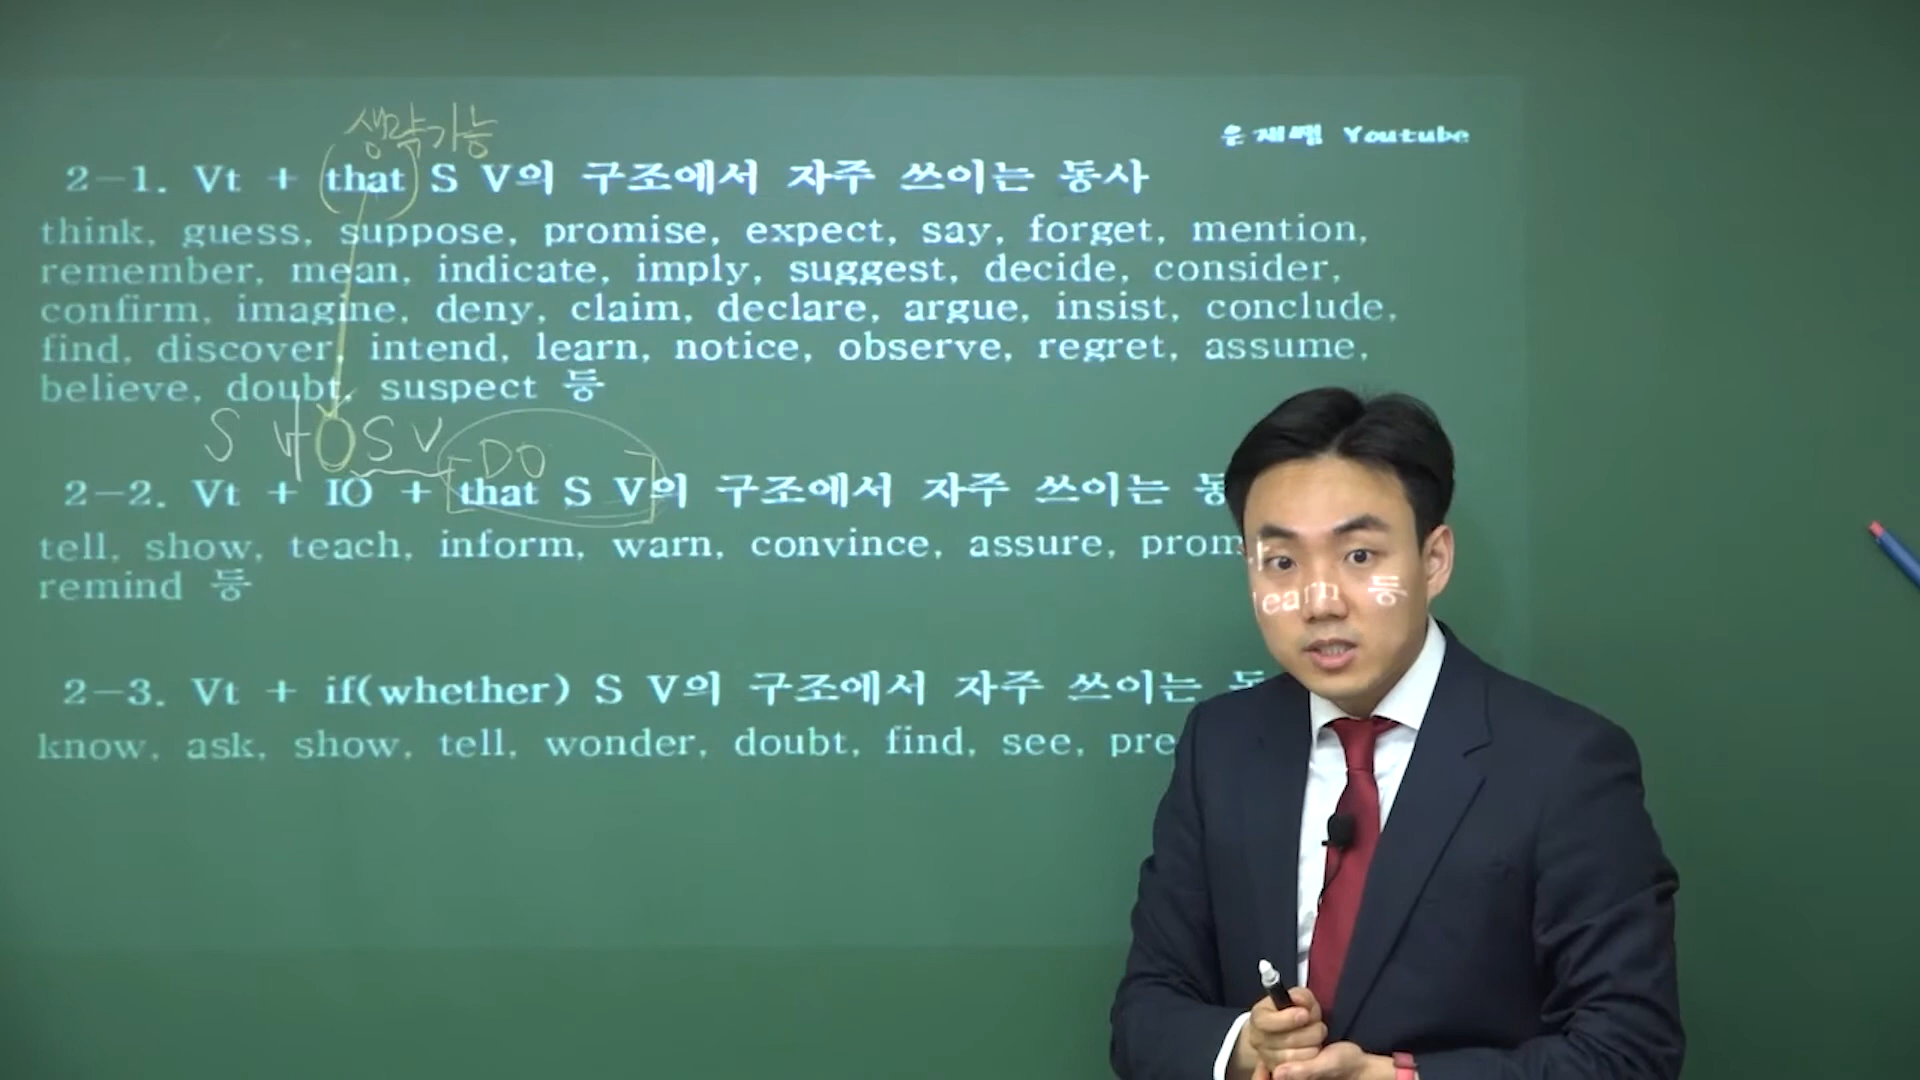 생략가능
은재쌤 Youtube
2-1. Vt + (that) S V의 구조에서 자주 쓰이는 동사
think, guess, suppose, promise, expect, say, forget, mention,
remember, mean, indicate, imply, suggest, decide, consider,
confirm, imagine, deny, claim, declare, argue, insist, conclude,
find, discover, intend, learn, notice, observe, regret, assume,
believe, doubt, suspect 등
S Vt O S V DO
2-2. Vt + IO + that S V의 구조에서 자주 쓰이는
tell, show, teach, inform, warn, convince, assure,
remind 등
2-3. Vt + if(whether) S V의 구조에서 자주 쓰이는
know, ask, show, tell, wonder, doubt, find, see,
learn 등